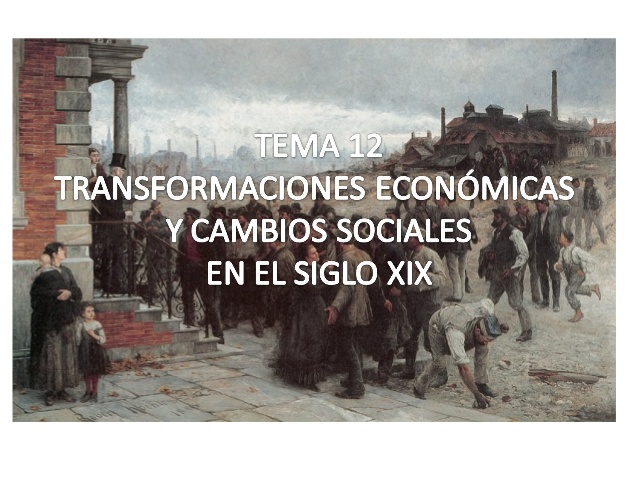 TEMA 12
TRANSFORMACIONES ECONÓMICAS
Y CAMBIOS SOCIALES
EN EL SIGLO XIX